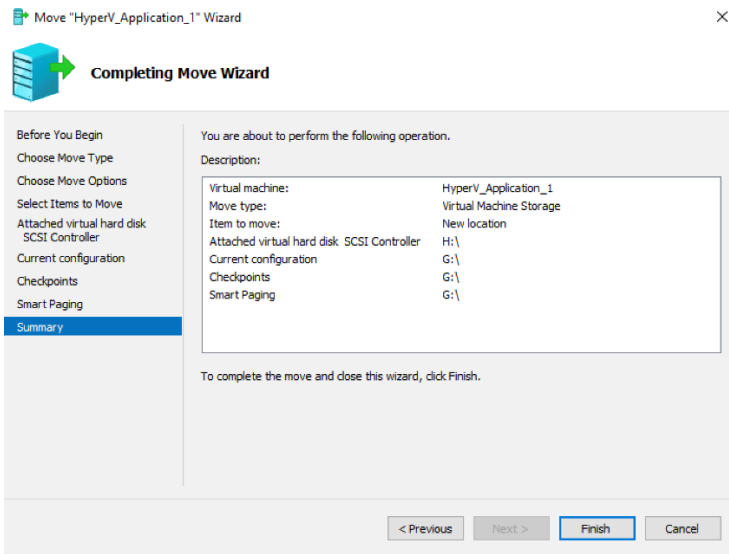 Move "HyperV_Application_1" Wizard
Completing Move Wizard
Before You Begin
Choose Move Type
Choose Move Options
Select Items to Move
Attached virtual hard disk
SCSI Controller
Current configuration
Checkpoints
Smart Paging
Summary
You are about to perform the following operation.
Description:
Virtual machine: HyperV_Application_1
Move type: Virtual Machine Storage
Item to move: New location
Attached virtual hard disk SCSI Controller H:\
Current configuration G:\
Checkpoints G:\
Smart Paging G:\
To complete the move and close this wizard, click Finish.
< Previous Next > Finish Cancel